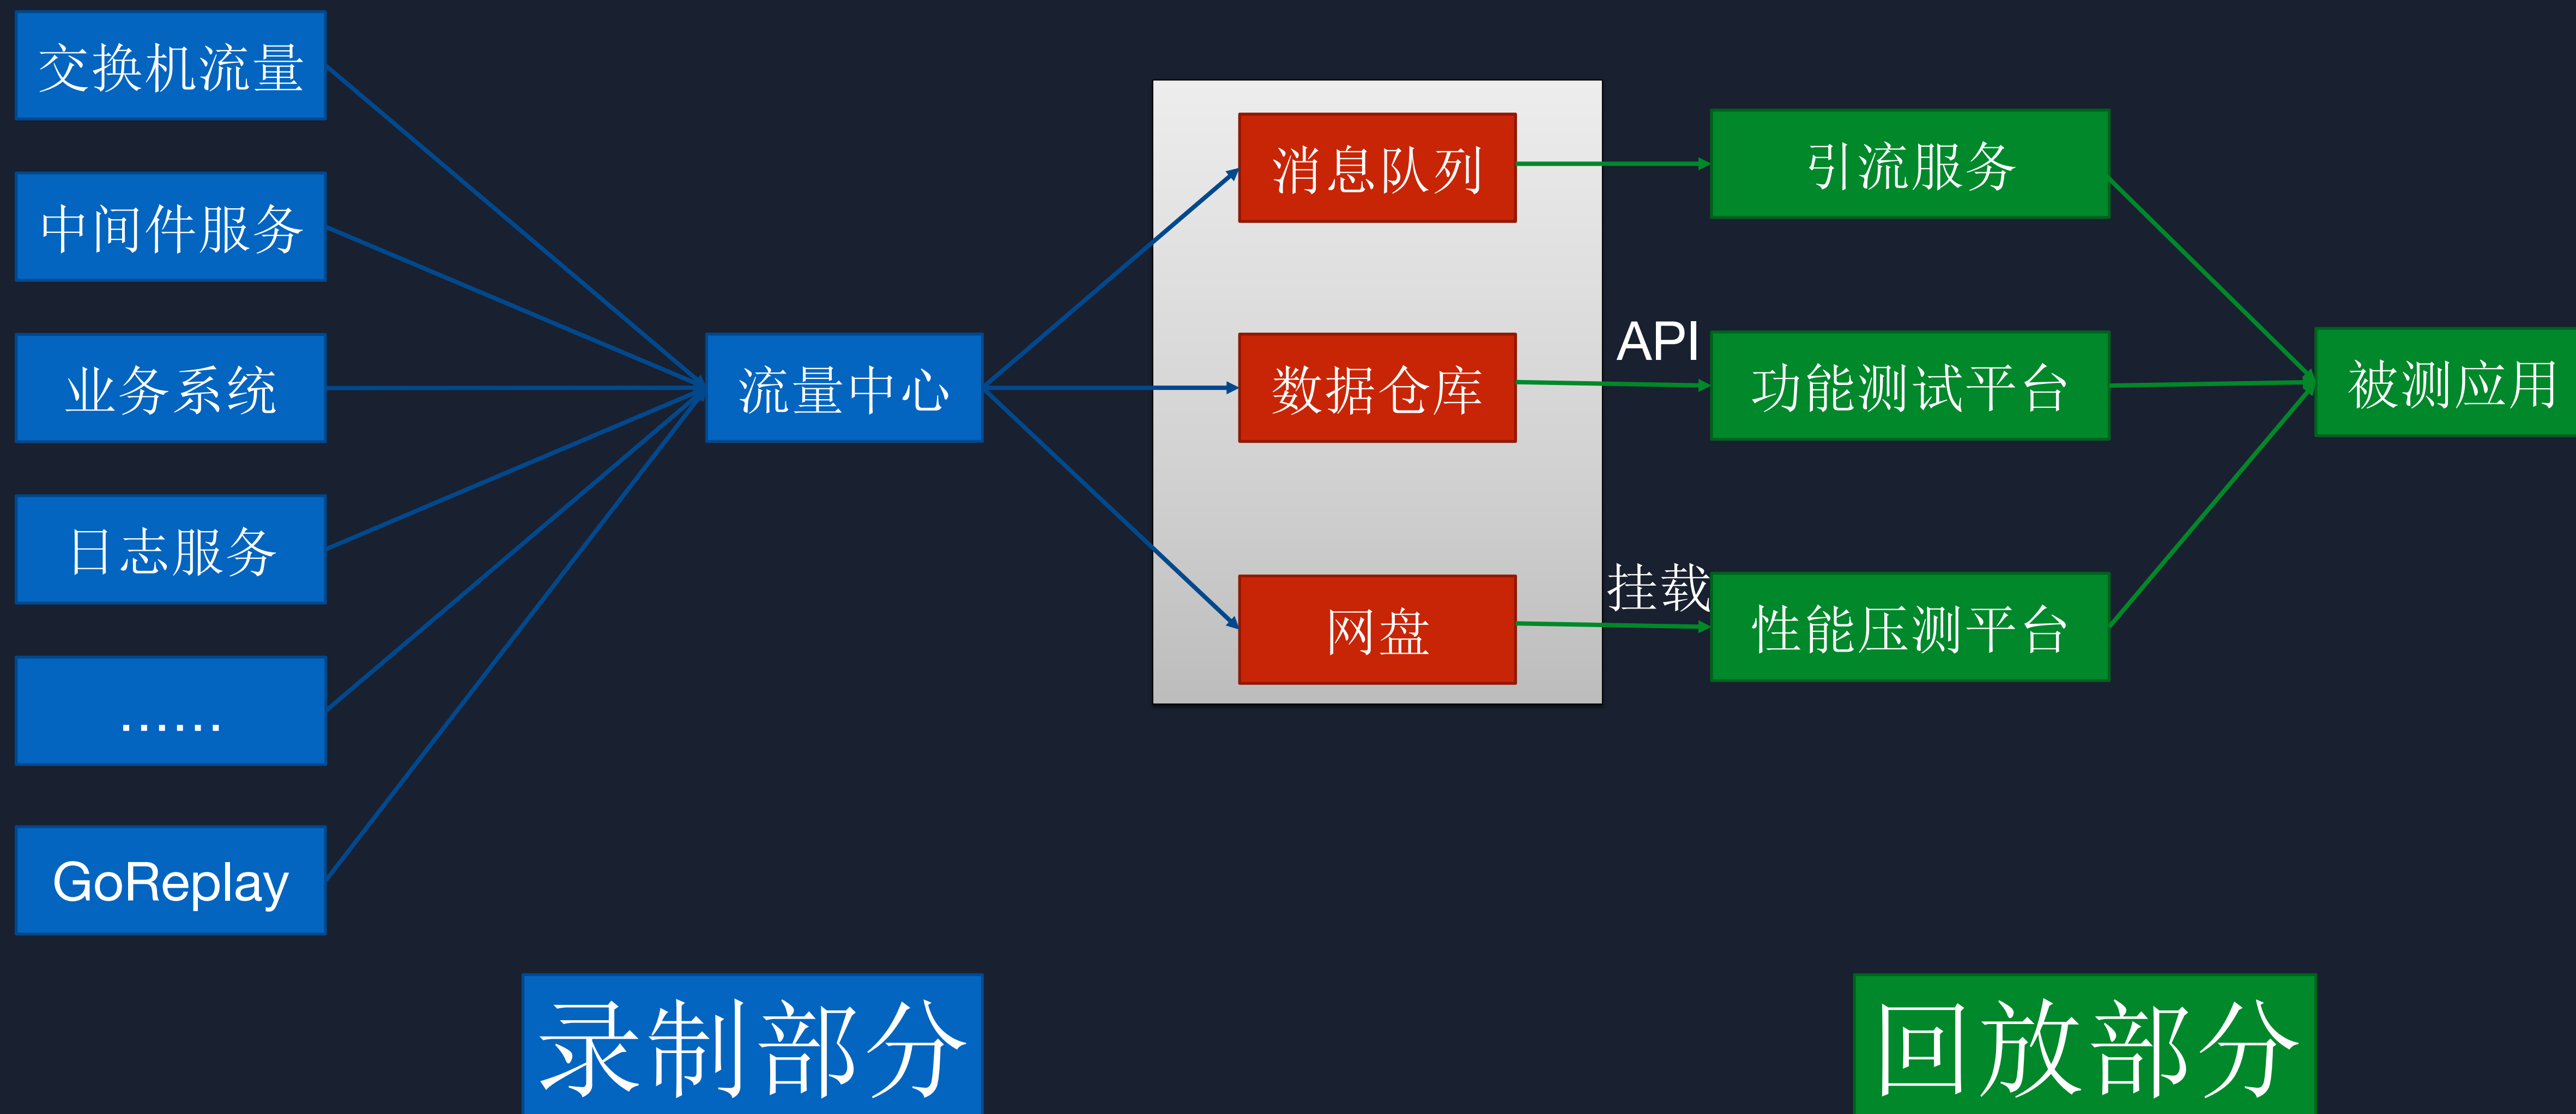 交换机流量
中间件服务
业务系统
日志服务
......
GoReplay
流量中心
消息队列
数据仓库
网盘
API
挂载
引流服务
功能测试平台
性能压测平台
被测应用
录制部分
回放部分